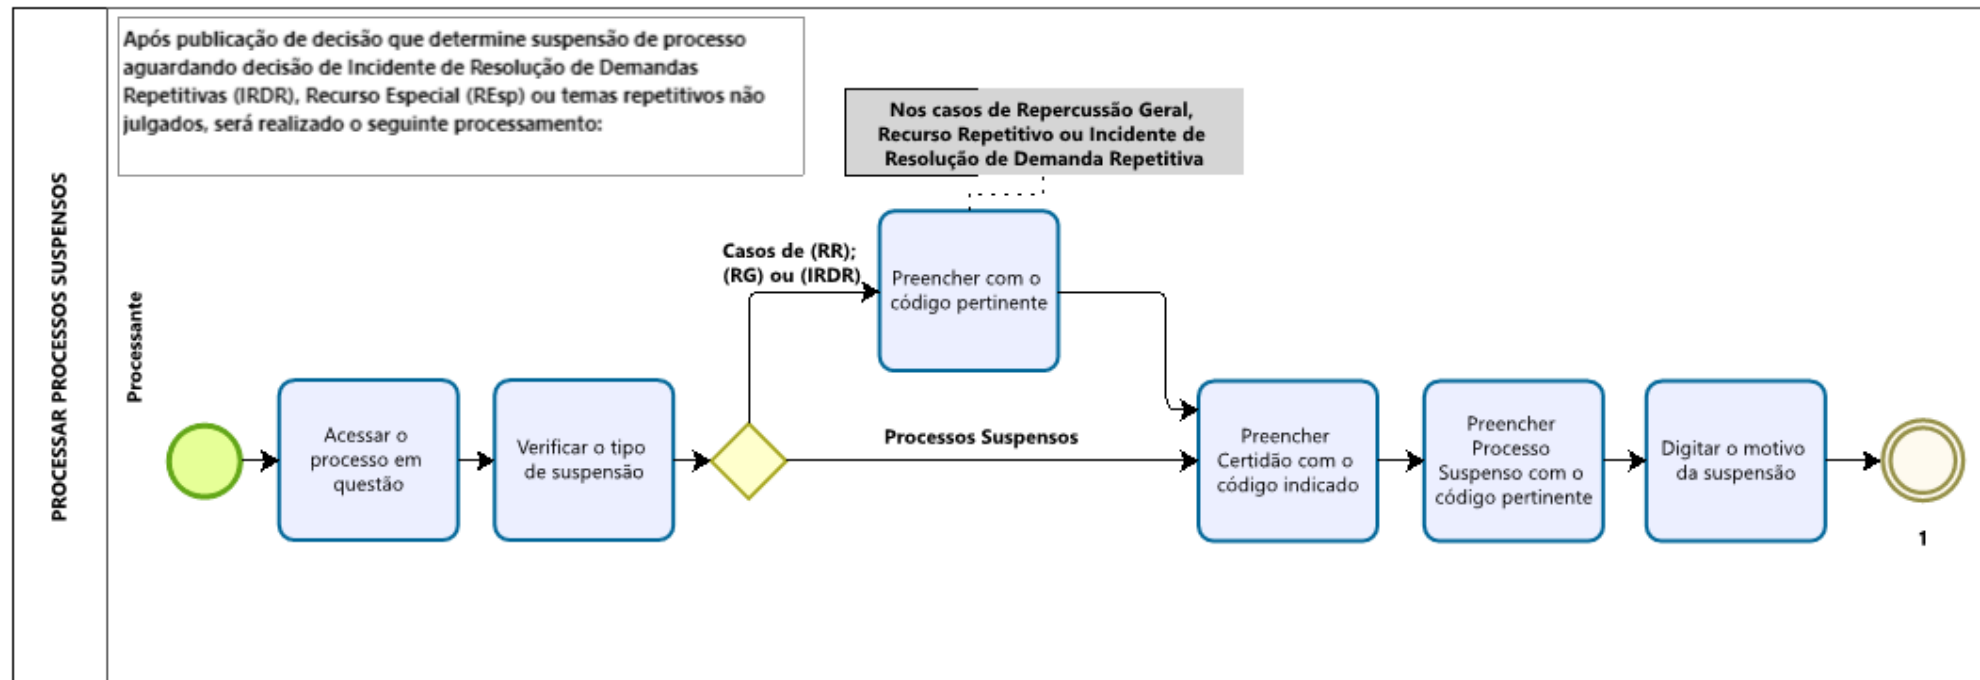 PROCESSAR PROCESSOS SUSPENSOS
Processante
Após publicação de decisão que determine suspensão de processo
aguardando decisão de Incidente de Resolução de Demandas
Repetitivas (IRDR), Recurso Especial (REsp) ou temas repetitivos não
julgados, será realizado o seguinte processamento:
Nos casos de Repercussão Geral,
Recurso Repetitivo ou Incidente de
Resolução de Demanda Repetitiva
Casos de (RR);
(RG) ou (IRDR)
Preencher com o
código pertinente
Acessar o
processo em
questão
Verificar o tipo
de suspensão
Processos Suspensos
Preencher
Certidão com o
código indicado
Preencher
Processo
Suspenso com o
código pertinente
Digitar o motivo
da suspensão
1